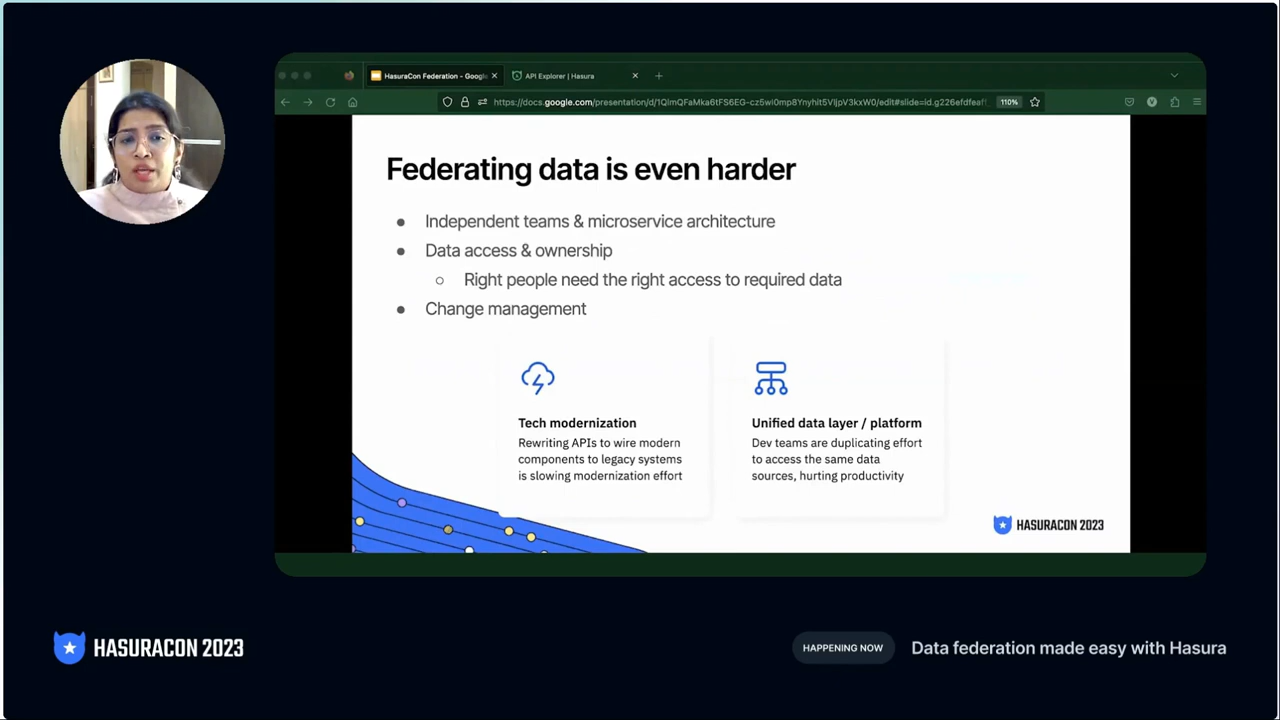 HasuraCon Federation - Google
API Explorer | Hasura
110%
Federating data is even harder
Independent teams & microservice architecture
Data access & ownership
Right people need the right access to required data
Change management
Tech modernization
Rewriting APIs to wire modern
components to legacy systems
is slowing modernization effort
Unified data layer / platform
Dev teams are duplicating effort
to access the same data
sources, hurting productivity
HASURACON 2023
HASURACON 2023
HAPPENING NOW
Data federation made easy with Hasura